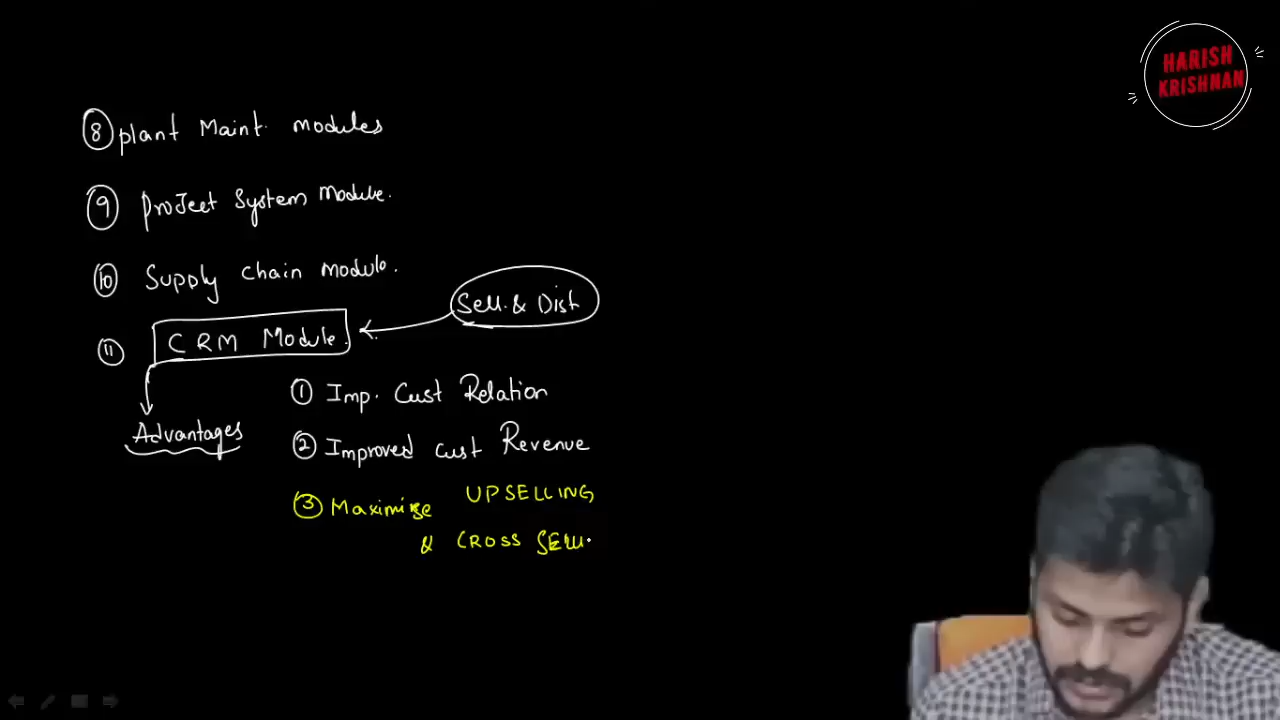 HARISH
KRISHNAN
8 plant Maint. modules
9 ProJect System Module.
10 Supply chain module.
Sell. & Dist
11 CRM Module.
Advantages
1 Imp. Cust Relation
2 Improved cust Revenue
3 Maximise UPSELLING
& CROSS SELL